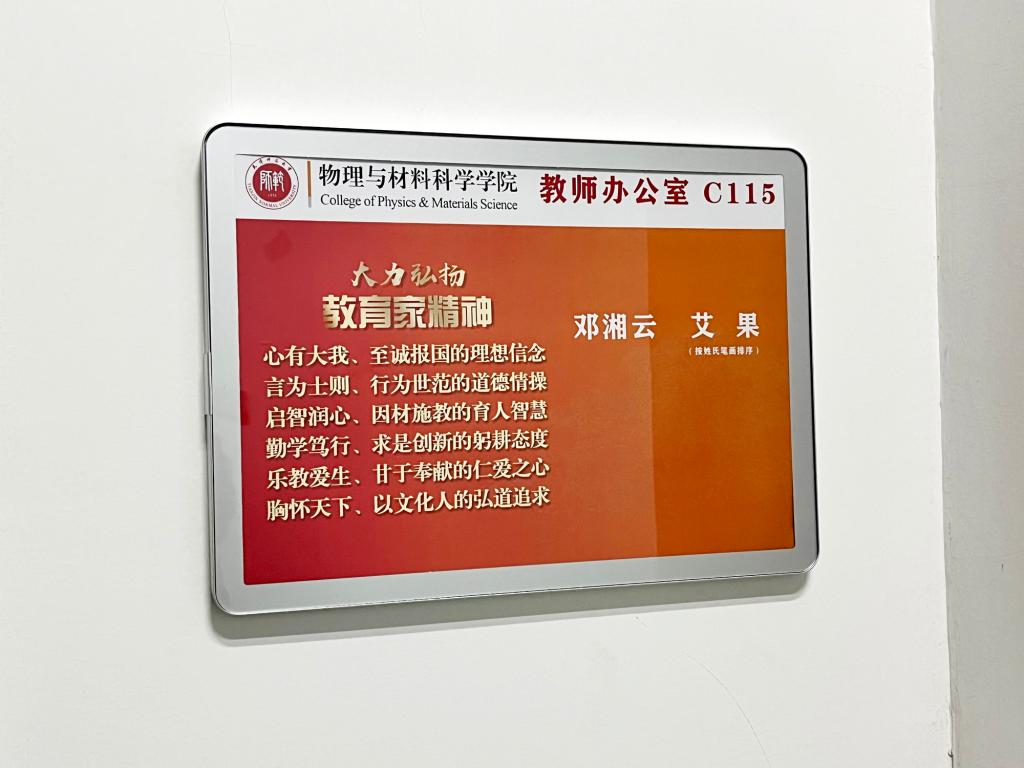 师范
TIANJIN NORMAL UNIVERSITY
物理与材料科学学院
College of Physics & Materials Science
教师办公室 C115
大力弘扬
教育家精神
心有大我、至诚报国的理想信念
言为士则、行为世范的道德情操
启智润心、因材施教的育人智慧
勤学笃行、求是创新的躬耕态度
乐教爱生、甘于奉献的仁爱之心
胸怀天下、以文化人的弘道追求
邓湘云 艾果
(按姓氏笔画排序)